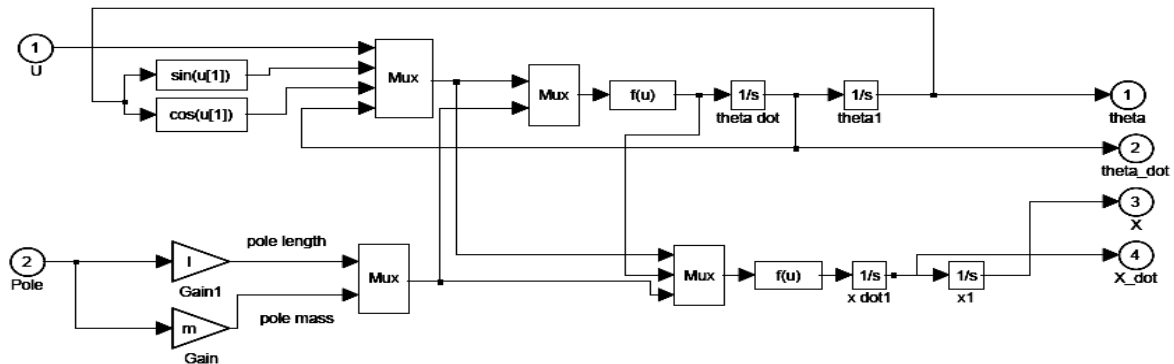 1
U
sin(u[1])
cos(u[1])
Mux
Mux
f(u)
1/s
theta dot
1/s
theta1
1
theta
2
theta_dot
3
X
4
X_dot
2
Pole
l
Gain1
pole length
m
Gain
pole mass
Mux
Mux
f(u)
1/s
x dot1
1/s
x1